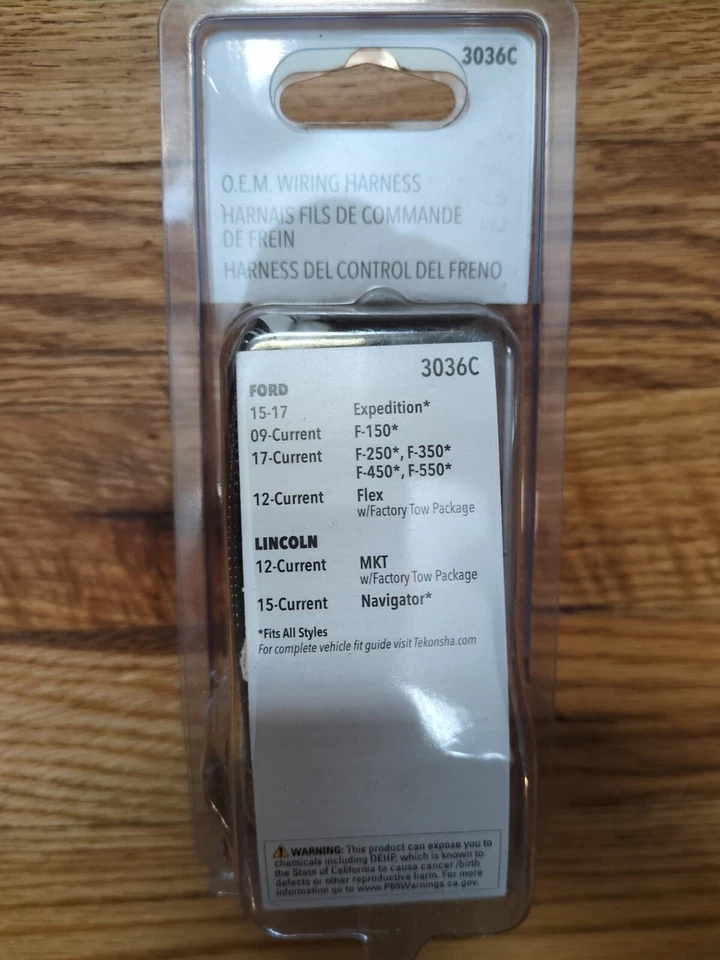 3036C
O.E.M. WIRING HARNESS
HARNAIS FILS DE COMMANDE
DE FREIN
HARNESS DEL CONTROL DEL FRENO
3036C
FORD
15-17 Expedition*
09-Current F-150*
17-Current F-250*, F-350*
F-450*, F-550*
12-Current Flex
w/Factory Tow Package
LINCOLN
12-Current MKT
w/Factory Tow Package
15-Current Navigator*
*Fits All Styles
For complete vehicle fit guide visit Tekonsha.com
WARNING: This product can expose you to
chemicals including DEHP, which is known to
the State of California to cause cancer /birth
defects or other reproductive harm. For more
information go to www.P65Warnings.ca.gov.